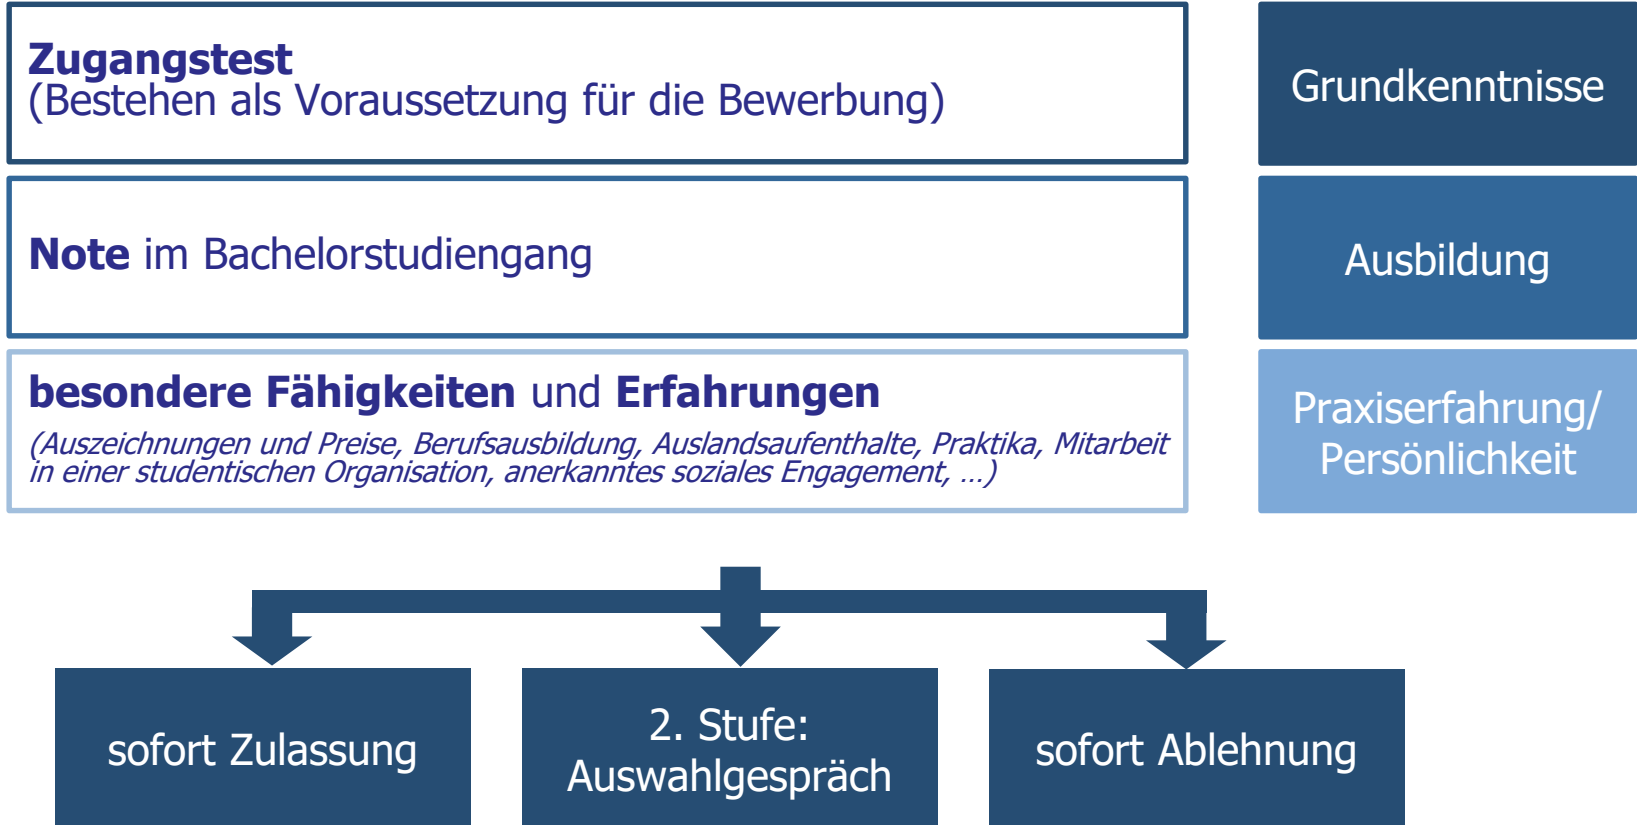 Zugangstest
(Bestehen als Voraussetzung für die Bewerbung)
Grundkenntnisse
Note im Bachelorstudiengang
Ausbildung
besondere Fähigkeiten und Erfahrungen
(Auszeichnungen und Preise, Berufsausbildung, Auslandsaufenthalte, Praktika, Mitarbeit
in einer studentischen Organisation, anerkanntes soziales Engagement, …)
Praxiserfahrung/
Persönlichkeit
sofort Zulassung
2. Stufe:
Auswahlgespräch
sofort Ablehnung